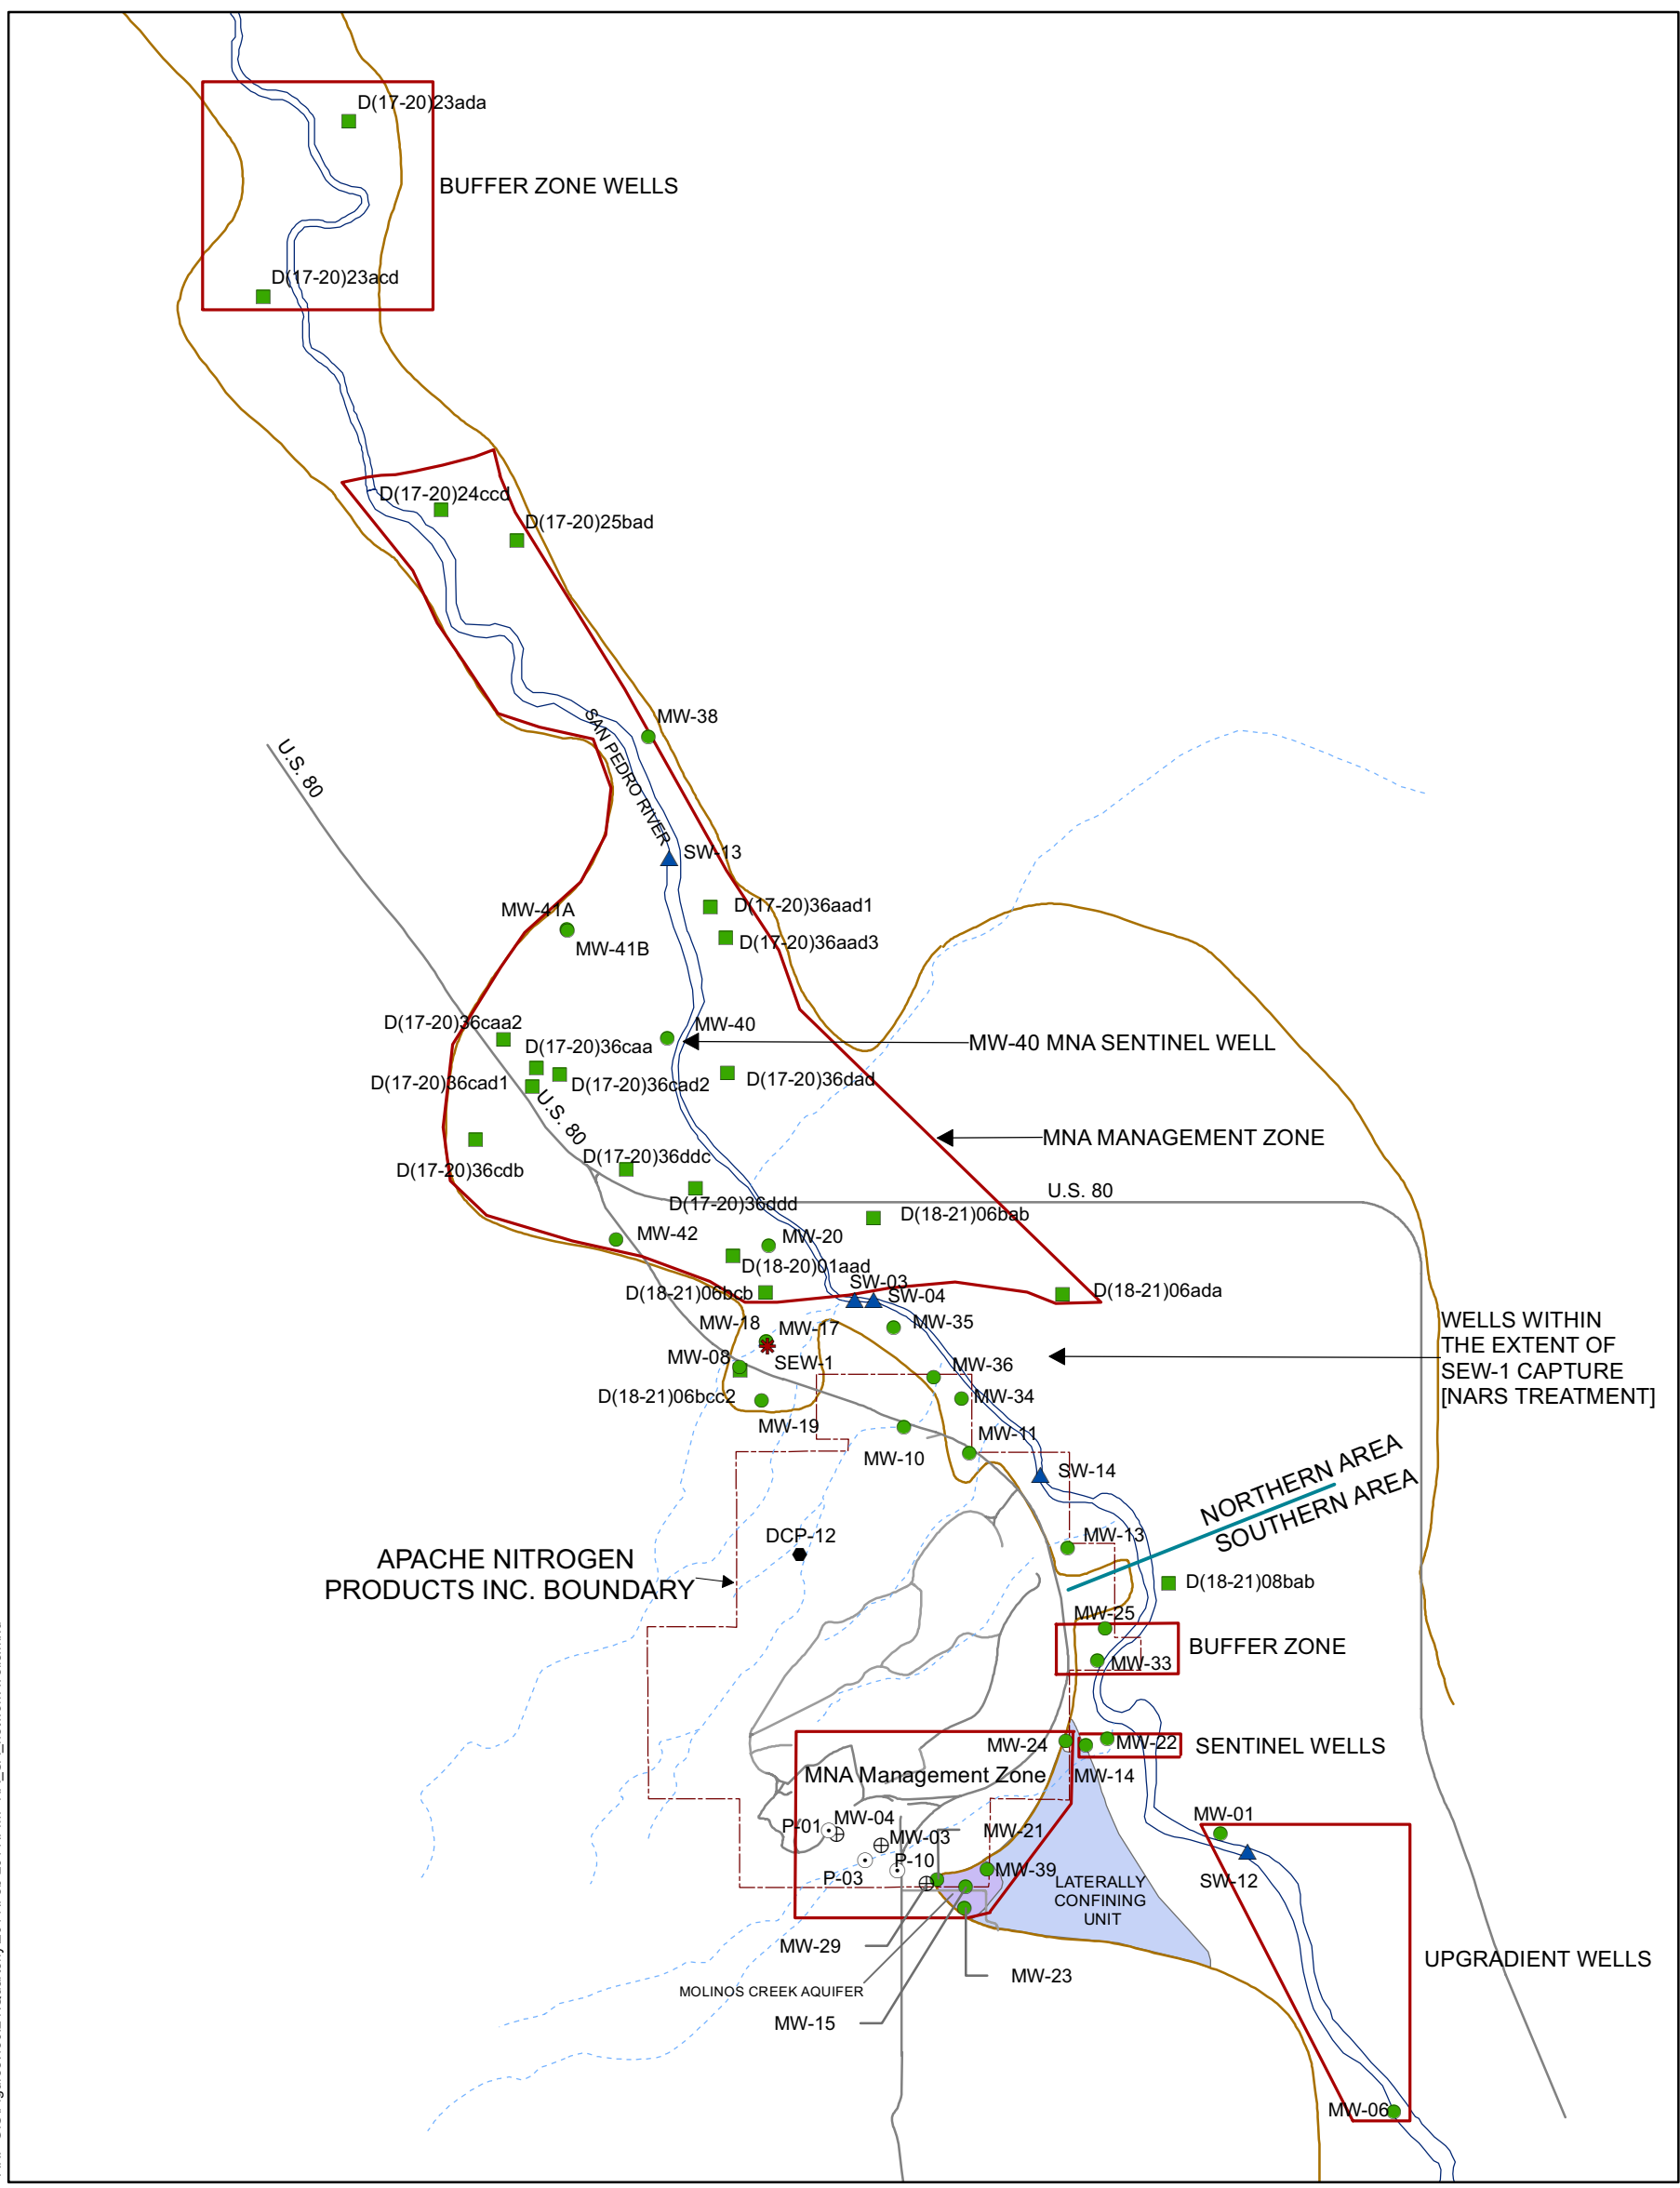 D(17-20)23ada
BUFFER ZONE WELLS
D(17-20)23acd
D(17-20)24ccd
D(17-20)25bad
MW-38
SAN PEDRO RIVER
U.S. 80
SW-13
D(17-20)36aad1
MW-41A
D(17-20)36aad3
MW-41B
D(17-20)36caa2
MW-40
MW-40 MNA SENTINEL WELL
D(17-20)36caa
D(17-20)36cad1
D(17-20)36cad2
D(17-20)36dad
U.S. 80
MNA MANAGEMENT ZONE
D(17-20)36ddc
D(17-20)36cdb
U.S. 80
D(17-20)36ddd
D(18-21)06bab
MW-42
MW-20
D(18-20)01aad
SW-03
D(18-21)06bcb
SW-04
D(18-21)06ada
MW-18
MW-17
MW-35
WELLS WITHIN
THE EXTENT OF
SEW-1 CAPTURE
[NARS TREATMENT]
MW-08
SEW-1
MW-36
D(18-21)06bcc2
MW-34
MW-19
MW-11
MW-10
SW-14
NORTHERN AREA
SOUTHERN AREA
DCP-12
MW-13
APACHE NITROGEN
PRODUCTS INC. BOUNDARY
D(18-21)08bab
MW-25
BUFFER ZONE
MW-33
MW-24
MW-22
SENTINEL WELLS
MNA Management Zone
MW-14
P-01
MW-04
MW-03
MW-21
MW-01
P-10
P-03
MW-39
LATERALLY
CONFINING
UNIT
SW-12
MW-29
UPGRADIENT WELLS
MW-23
MOLINOS CREEK AQUIFER
MW-15
MW-06